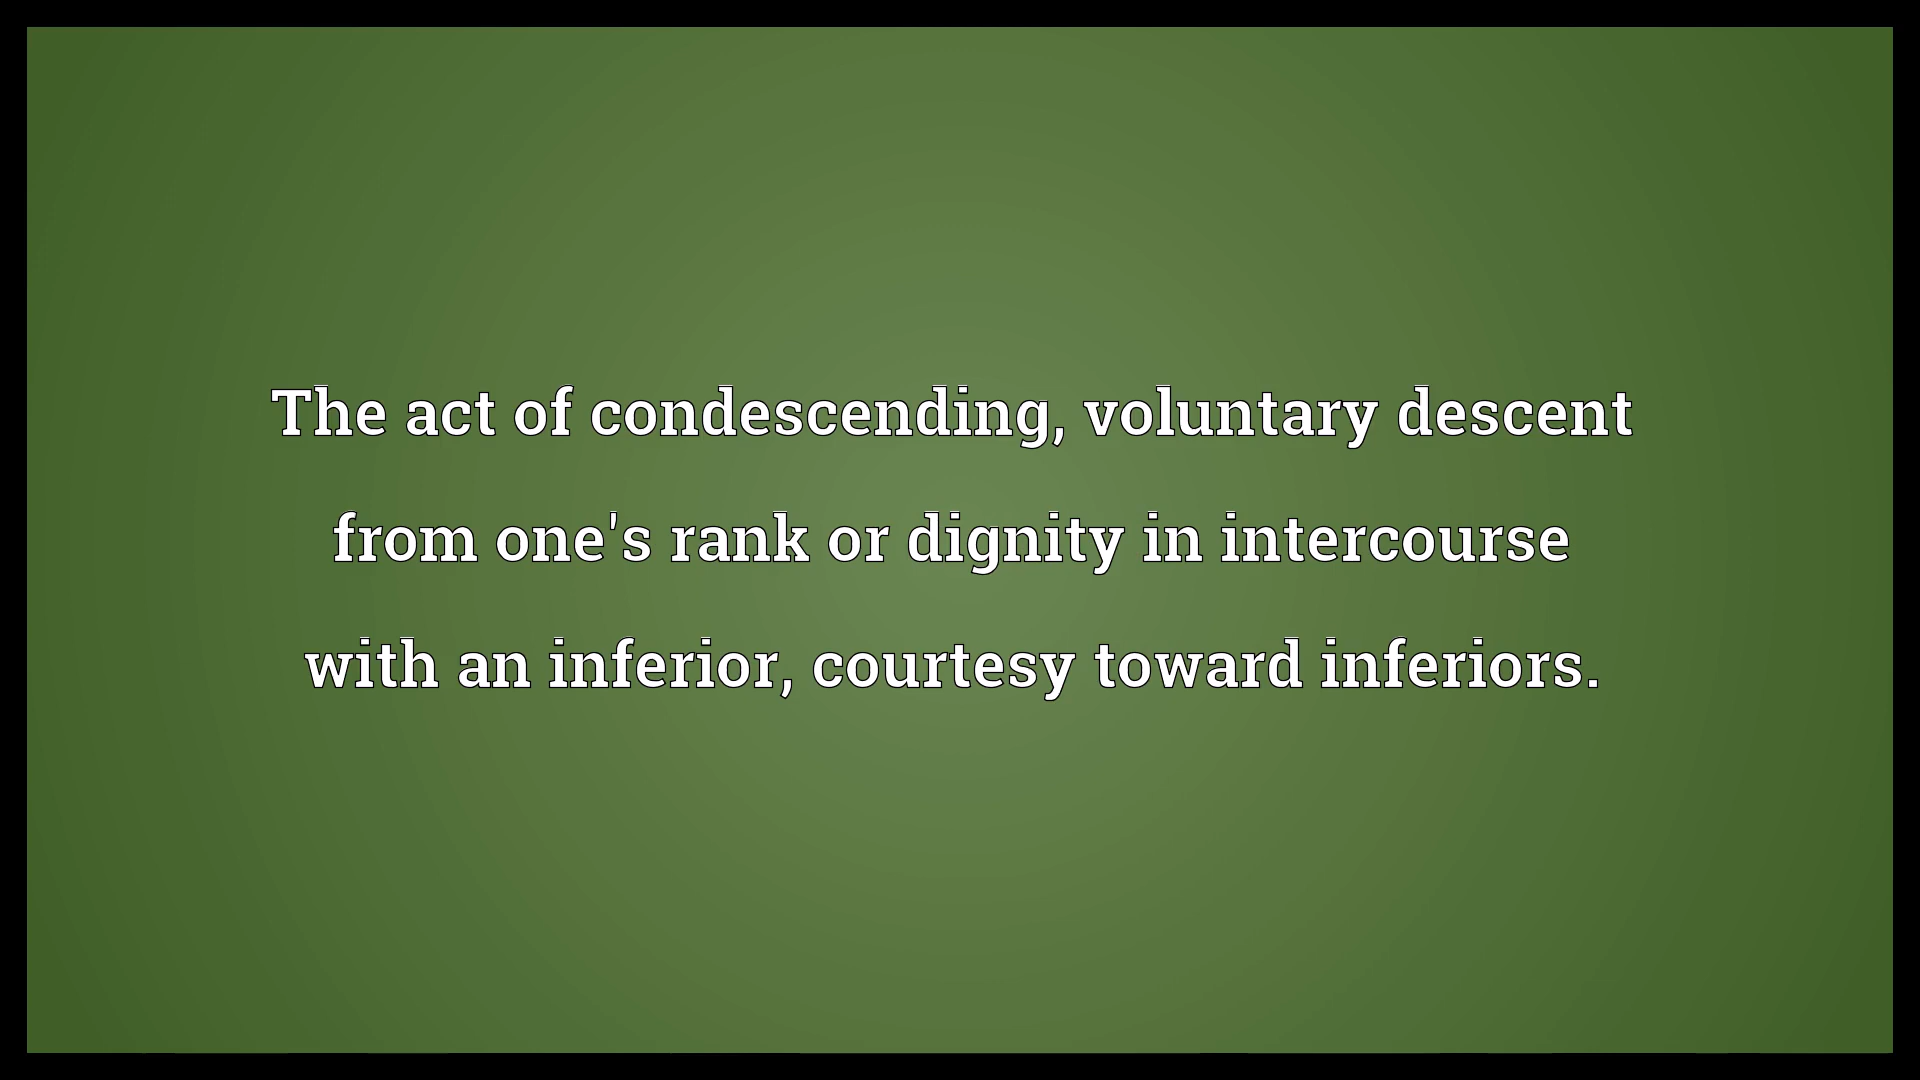 The act of condescending, voluntary descent
from one's rank or dignity in intercourse
with an inferior, courtesy toward inferiors.